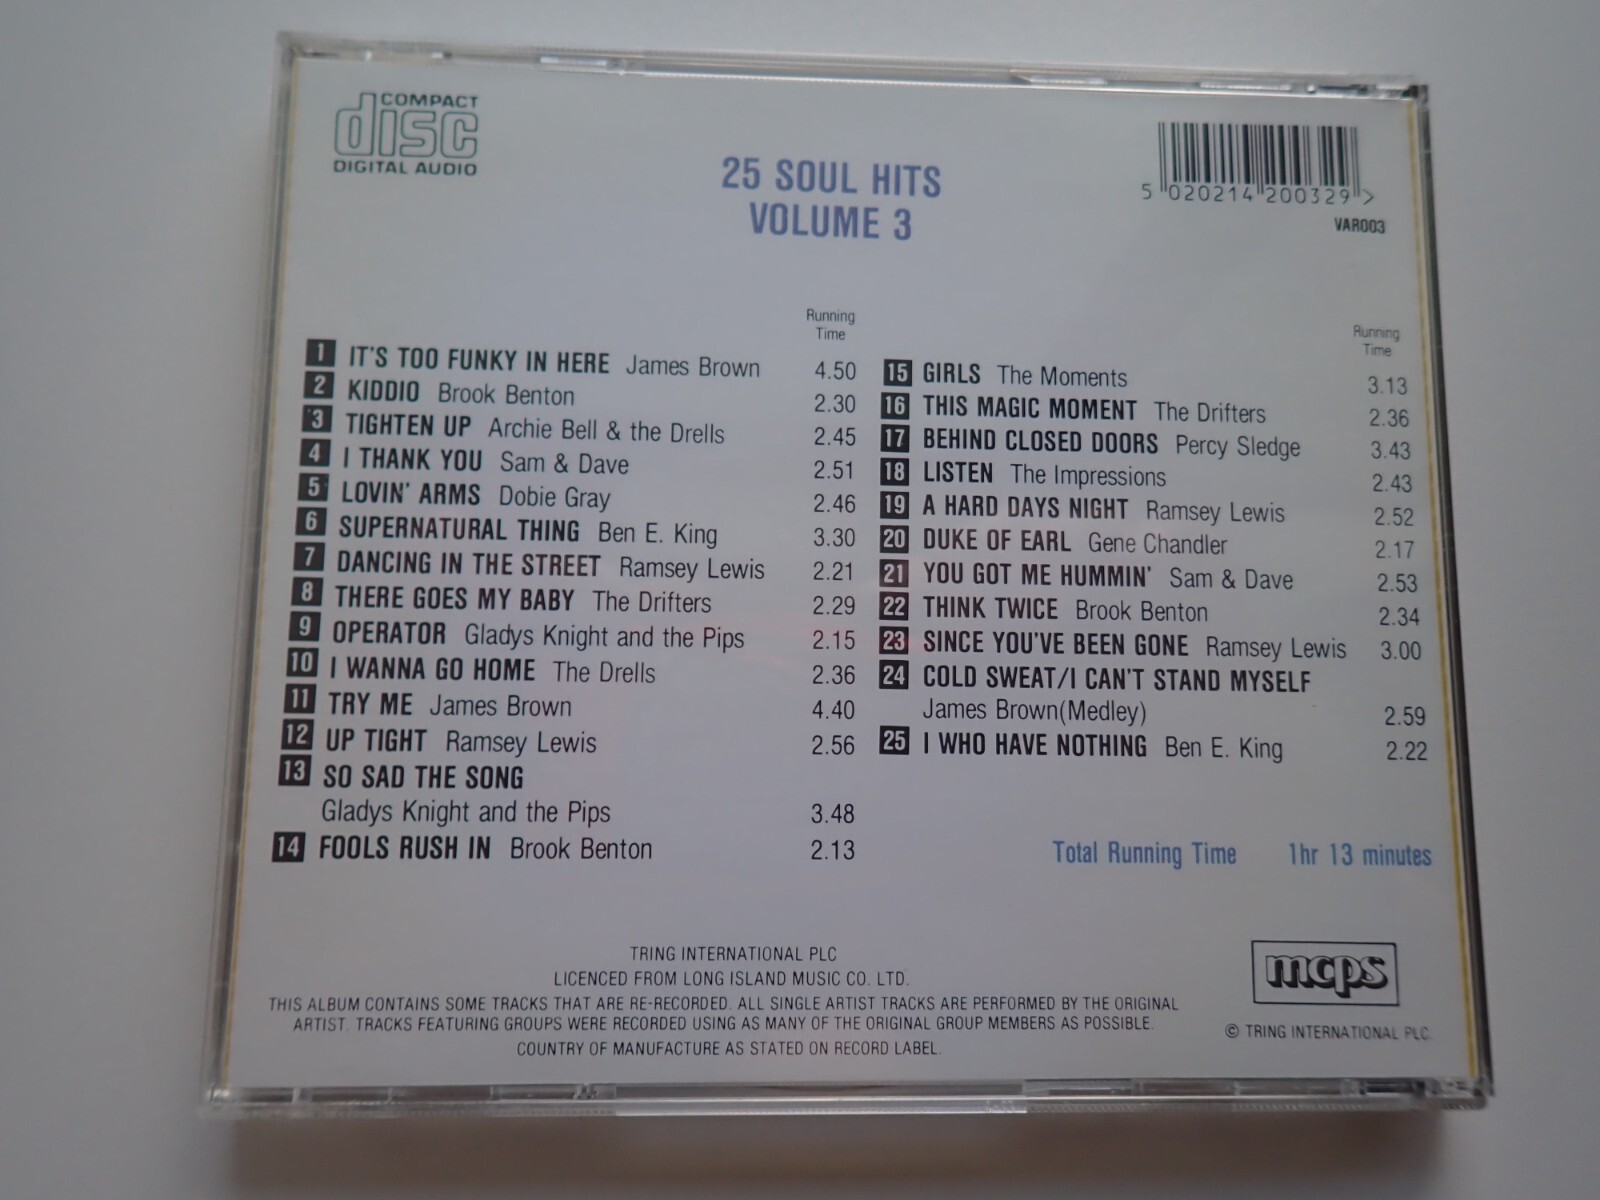 COMPACT
disc
DIGITAL AUDIO
25 SOUL HITS
VOLUME 3
5 020214 200329 >
VAR003
Running
Time
1 IT'S TOO FUNKY IN HERE James Brown 4.50
2 KIDDIO Brook Benton 2.30
3 TIGHTEN UP Archie Bell & the Drells 2.45
4 I THANK YOU Sam & Dave 2.51
5 LOVIN' ARMS Dobie Gray 2.46
6 SUPERNATURAL THING Ben E. King 3.30
7 DANCING IN THE STREET Ramsey Lewis 2.21
8 THERE GOES MY BABY The Drifters 2.29
9 OPERATOR Gladys Knight and the Pips 2.15
10 I WANNA GO HOME The Drells 2.36
11 TRY ME James Brown 4.40
12 UP TIGHT Ramsey Lewis 2.56
13 SO SAD THE SONG
Gladys Knight and the Pips 3.48
14 FOOLS RUSH IN Brook Benton 2.13
Running
Time
15 GIRLS The Moments 3.13
16 THIS MAGIC MOMENT The Drifters 2.36
17 BEHIND CLOSED DOORS Percy Sledge 3.43
18 LISTEN The Impressions 2.43
19 A HARD DAYS NIGHT Ramsey Lewis 2.52
20 DUKE OF EARL Gene Chandler 2.17
21 YOU GOT ME HUMMIN' Sam & Dave 2.53
22 THINK TWICE Brook Benton 2.34
23 SINCE YOU'VE BEEN GONE Ramsey Lewis 3.00
24 COLD SWEAT/I CAN'T STAND MYSELF
James Brown(Medley) 2.59
25 I WHO HAVE NOTHING Ben E. King 2.22
Total Running Time 1hr 13 minutes
TRING INTERNATIONAL PLC
LICENCED FROM LONG ISLAND MUSIC CO. LTD.
THIS ALBUM CONTAINS SOME TRACKS THAT ARE RE-RECORDED. ALL SINGLE ARTIST TRACKS ARE PERFORMED BY THE ORIGINAL
ARTIST. TRACKS FEATURING GROUPS WERE RECORDED USING AS MANY OF THE ORIGINAL GROUP MEMBERS AS POSSIBLE.
COUNTRY OF MANUFACTURE AS STATED ON RECORD LABEL.
mcps
© TRING INTERNATIONAL PLC.